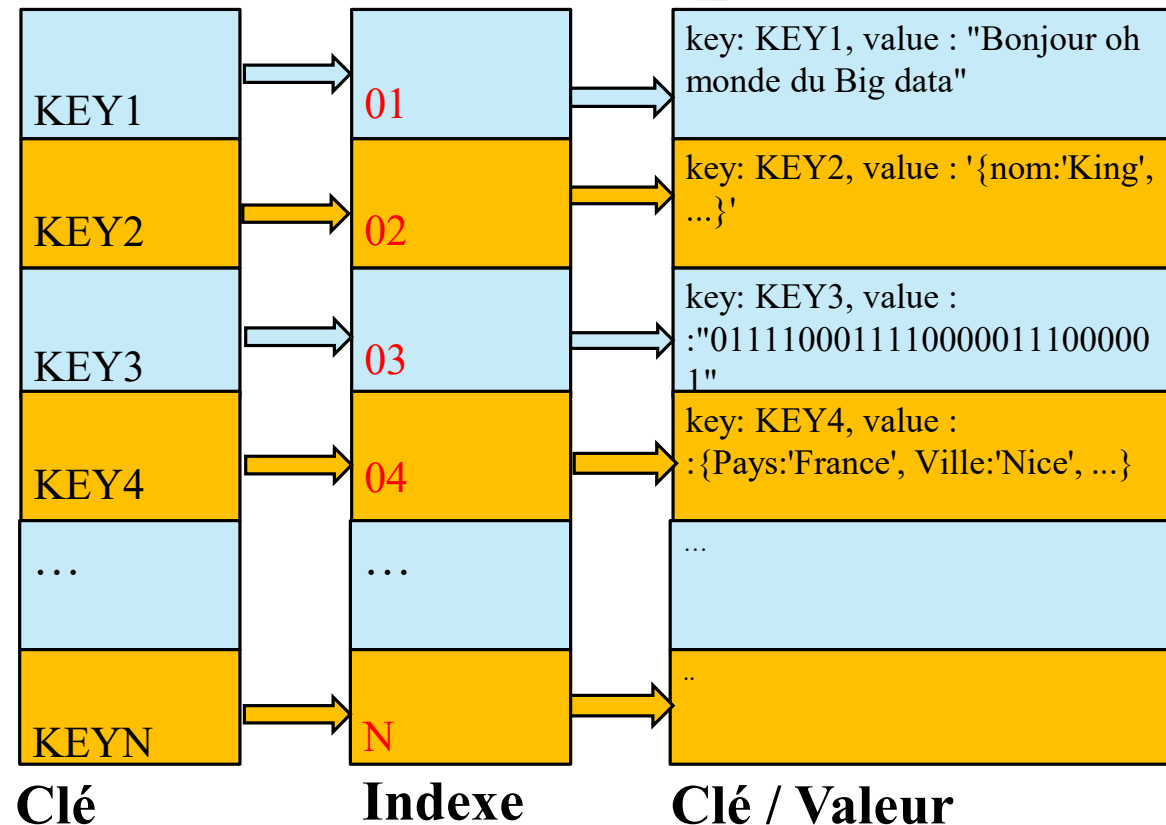 KEY1
01
key: KEY1, value : "Bonjour oh
monde du Big data"
KEY2
02
key: KEY2, value : '{nom:'King',
...}'
KEY3
03
key: KEY3, value :
:"01111000111110000011100000
1"
KEY4
04
key: KEY4, value :
:{Pays:'France', Ville:'Nice', ...}
…
…
…
KEYN
N
..
Clé
Indexe
Clé / Valeur